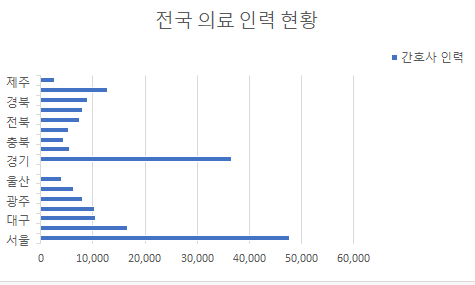 전국 의료 인력 현황
간호사 인력
제주
경북
전북
충북
경기
울산
광주
대구
서울
0 10,000 20,000 30,000 40,000 50,000 60,000